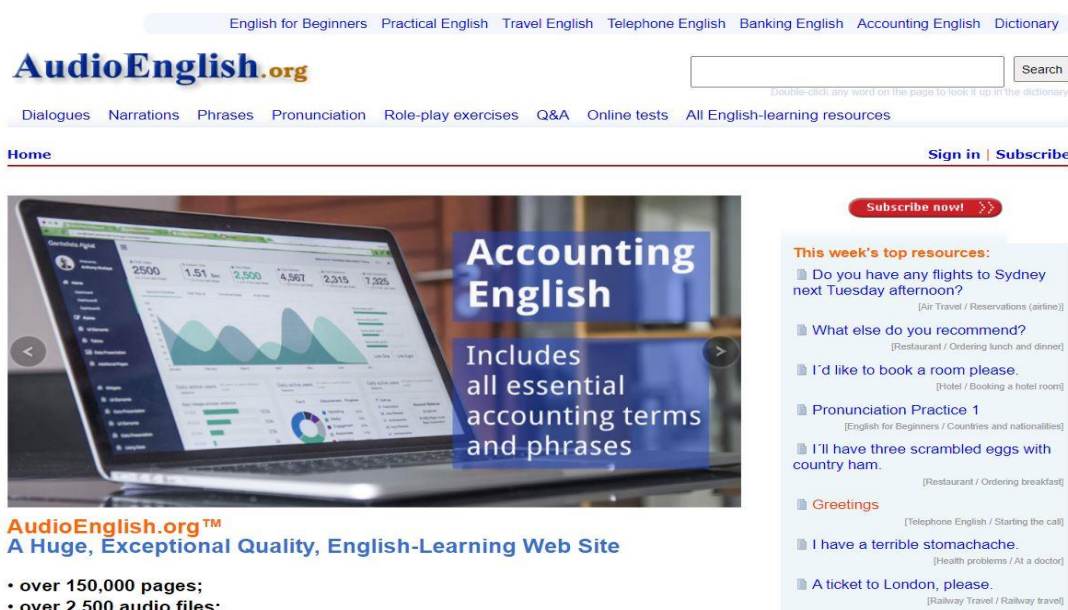 English for Beginners Practical English Travel English Telephone English Banking English Accounting English Dictionary
AudioEnglish.org
Search
Double-click any word on the page to look it up in the dictionary
Dialogues Narrations Phrases Pronunciation Role-play exercises Q&A Online tests All English-learning resources
Home
Sign in | Subscribe
2500
1.51
2,500
4,567
2,315
7,325
<
Accounting
English
Includes
all essential
accounting terms
and phrases
>
AudioEnglish.org™
A Huge, Exceptional Quality, English-Learning Web Site
• over 150,000 pages;
• over 2,500 audio files;
Subscribe now!
This week's top resources:
Do you have any flights to Sydney
next Tuesday afternoon?
[Air Travel / Reservations (airline)]
What else do you recommend?
[Restaurant / Ordering lunch and dinner]
I´d like to book a room please.
[Hotel / Booking a hotel room]
Pronunciation Practice 1
[English for Beginners / Countries and nationalities]
I´ll have three scrambled eggs with
country ham.
[Restaurant / Ordering breakfast]
Greetings
[Telephone English / Starting the call]
I have a terrible stomachache.
[Health problems / At a doctor]
A ticket to London, please.
[Railway Travel / Railway travel]